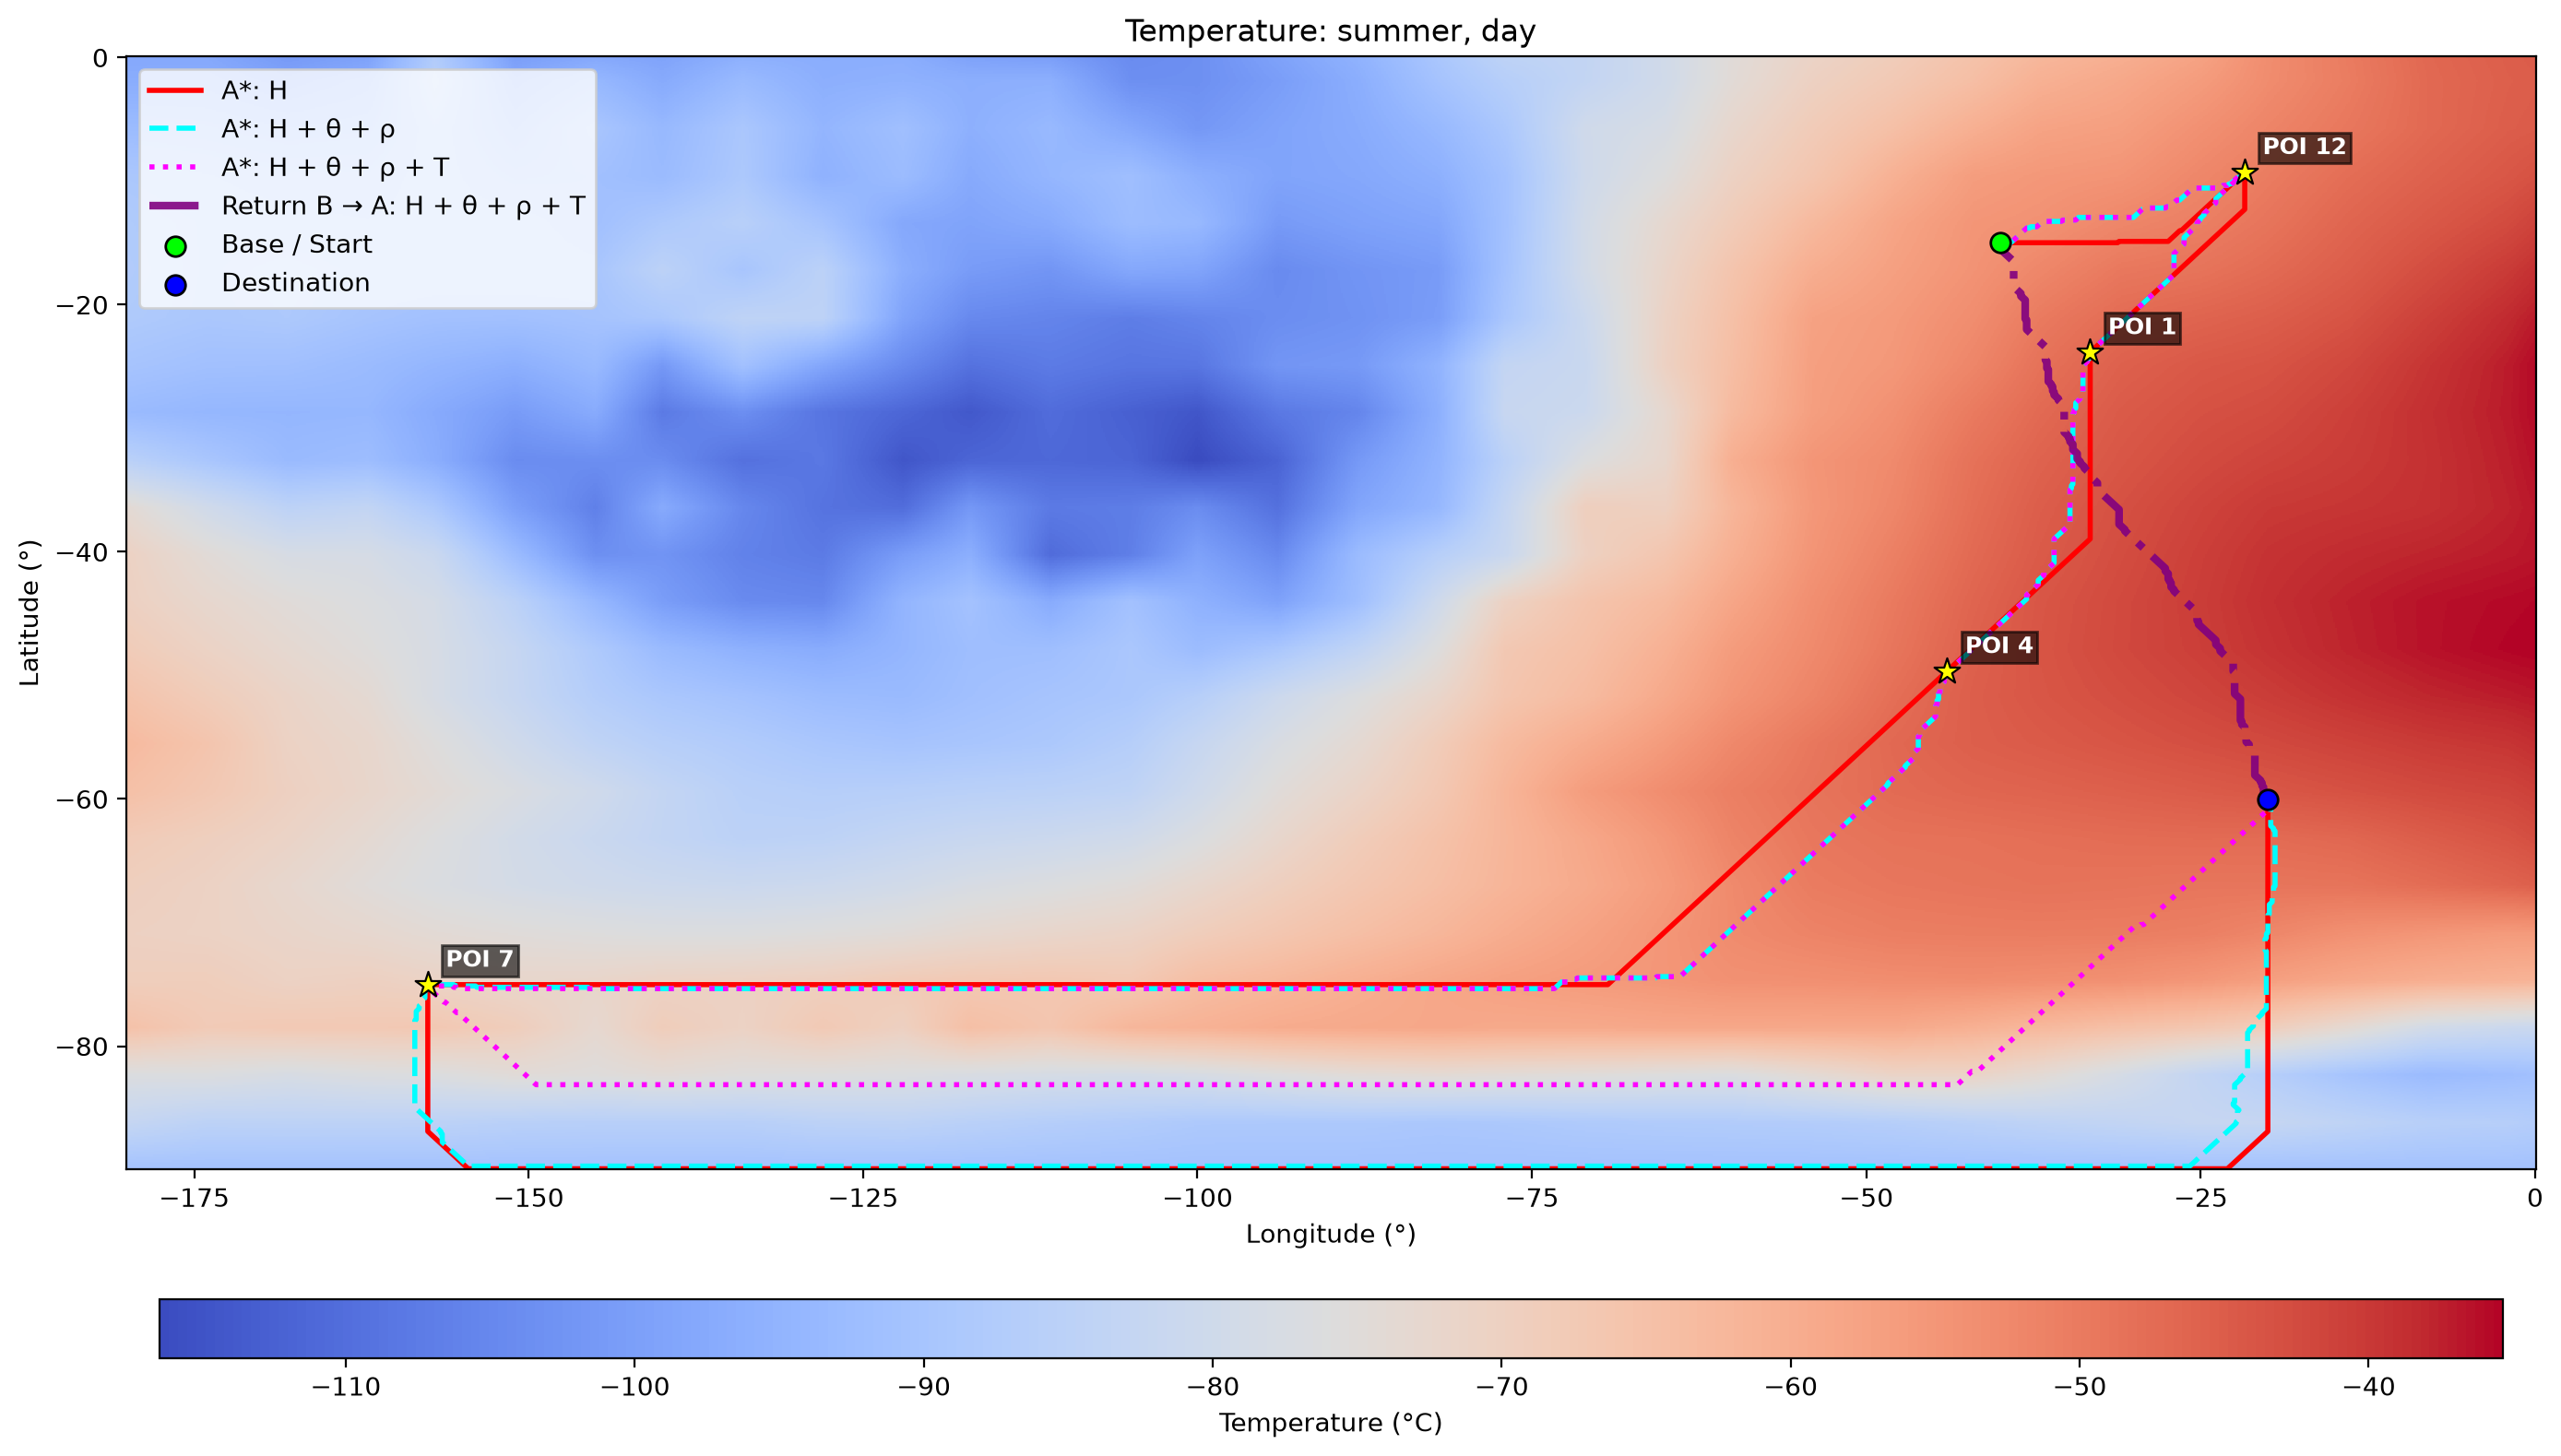 Temperature: summer, day
0
−20
−40
−60
−80
Latitude (°)
A*: H
A*: H + θ + ρ
A*: H + θ + ρ + T
Return B → A: H + θ + ρ + T
Base / Start
Destination
POI 12
POI 1
POI 4
POI 7
−175
−150
−125
−100
−75
−50
−25
0
Longitude (°)
−110
−100
−90
−80
−70
−60
−50
−40
Temperature (°C)